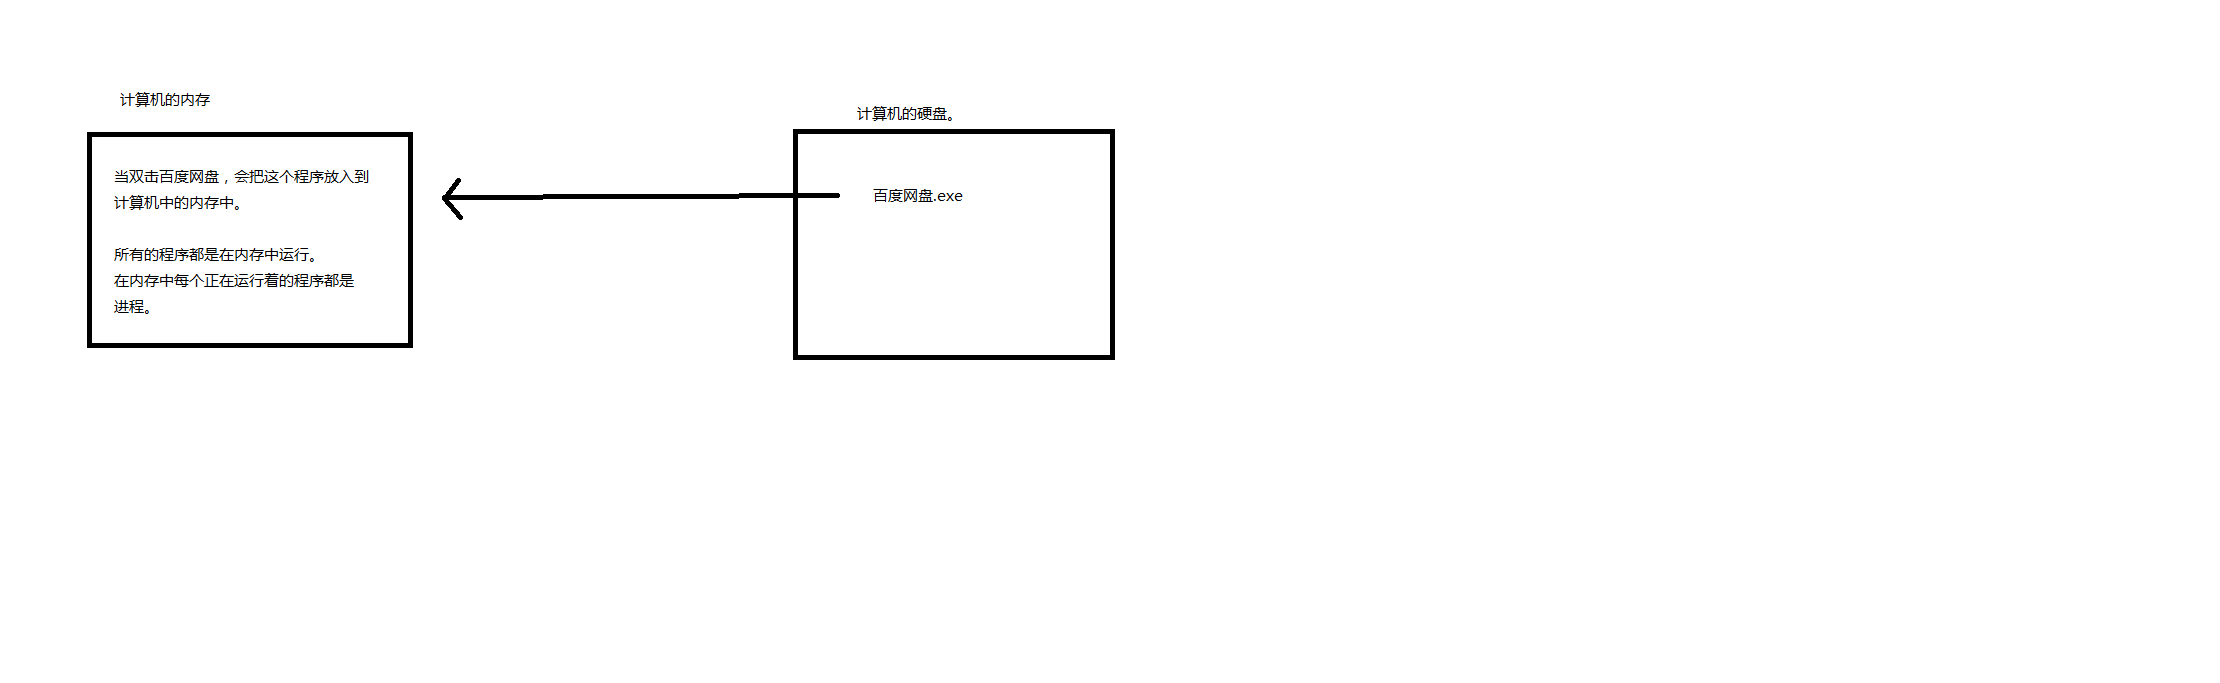 计算机的内存
当双击百度网盘，会把这个程序放入到
计算机中的内存中。
所有的程序都是在内存中运行。
在内存中每个正在运行着的程序都是
进程。
计算机的硬盘。
百度网盘.exe